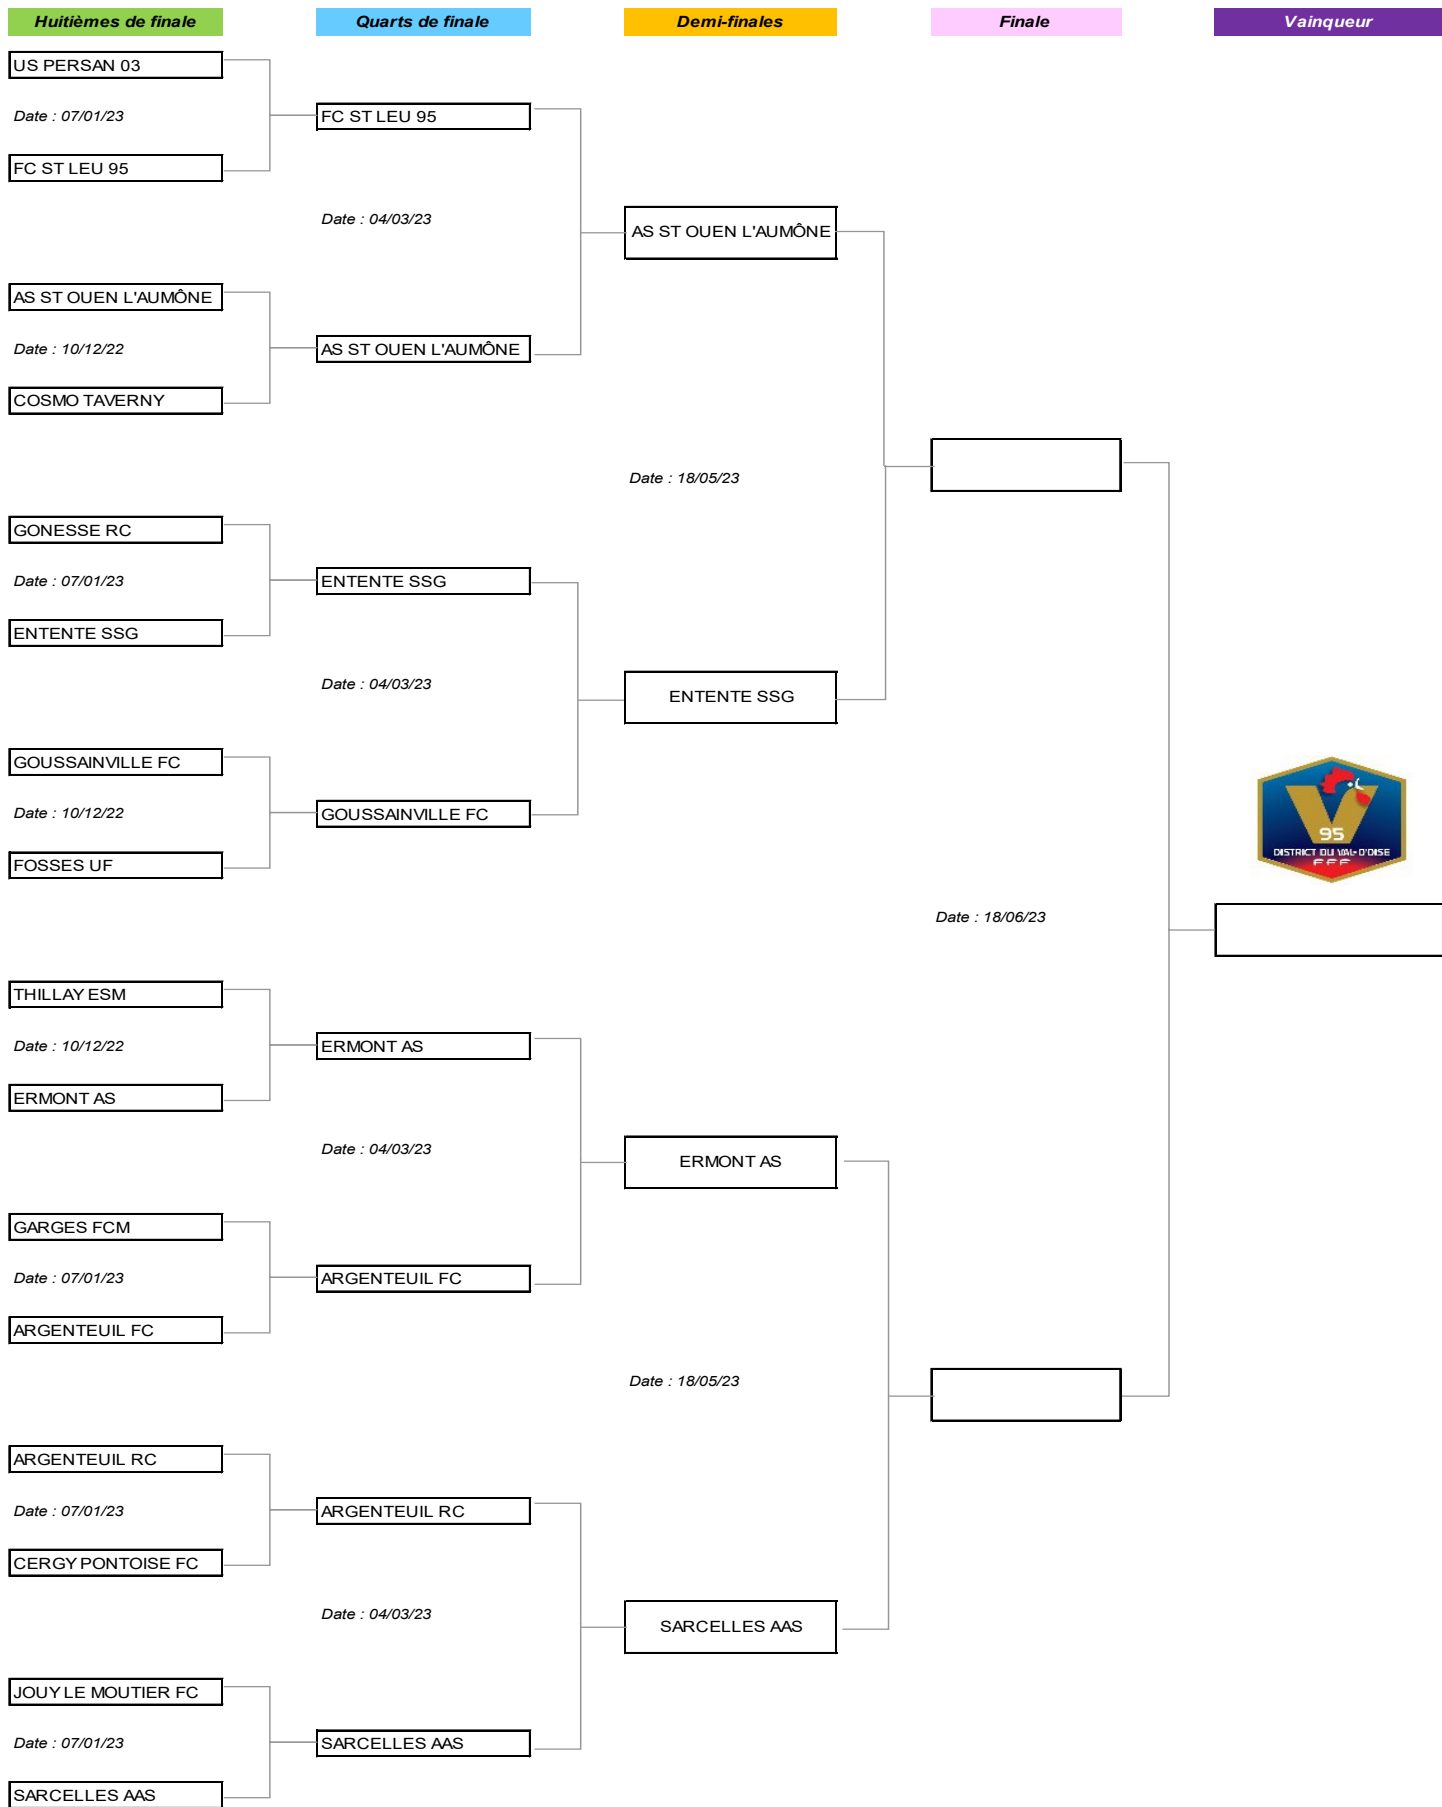 Huitièmes de finale
Quarts de finale
Demi-finales
Finale
Vainqueur
US PERSAN 03
Date : 07/01/23
FC ST LEU 95
FC ST LEU 95
Date : 04/03/23
AS ST OUEN L'AUMÔNE
AS ST OUEN L'AUMÔNE
Date : 10/12/22
AS ST OUEN L'AUMÔNE
COSMO TAVERNY
Date : 18/05/23
GONESSE RC
Date : 07/01/23
ENTENTE SSG
ENTENTE SSG
Date : 04/03/23
ENTENTE SSG
GOUSSAINVILLE FC
Date : 10/12/22
GOUSSAINVILLE FC
FOSSES UF
95
DISTRICT DU VAL-D'OISE
FFF
Date : 18/06/23
THILLAY ESM
Date : 10/12/22
ERMONT AS
ERMONT AS
Date : 04/03/23
ERMONT AS
GARGES FCM
Date : 07/01/23
ARGENTEUIL FC
ARGENTEUIL FC
Date : 18/05/23
ARGENTEUIL RC
Date : 07/01/23
ARGENTEUIL RC
CERGY PONTOISE FC
Date : 04/03/23
SARCELLES AAS
JOUY LE MOUTIER FC
Date : 07/01/23
SARCELLES AAS
SARCELLES AAS